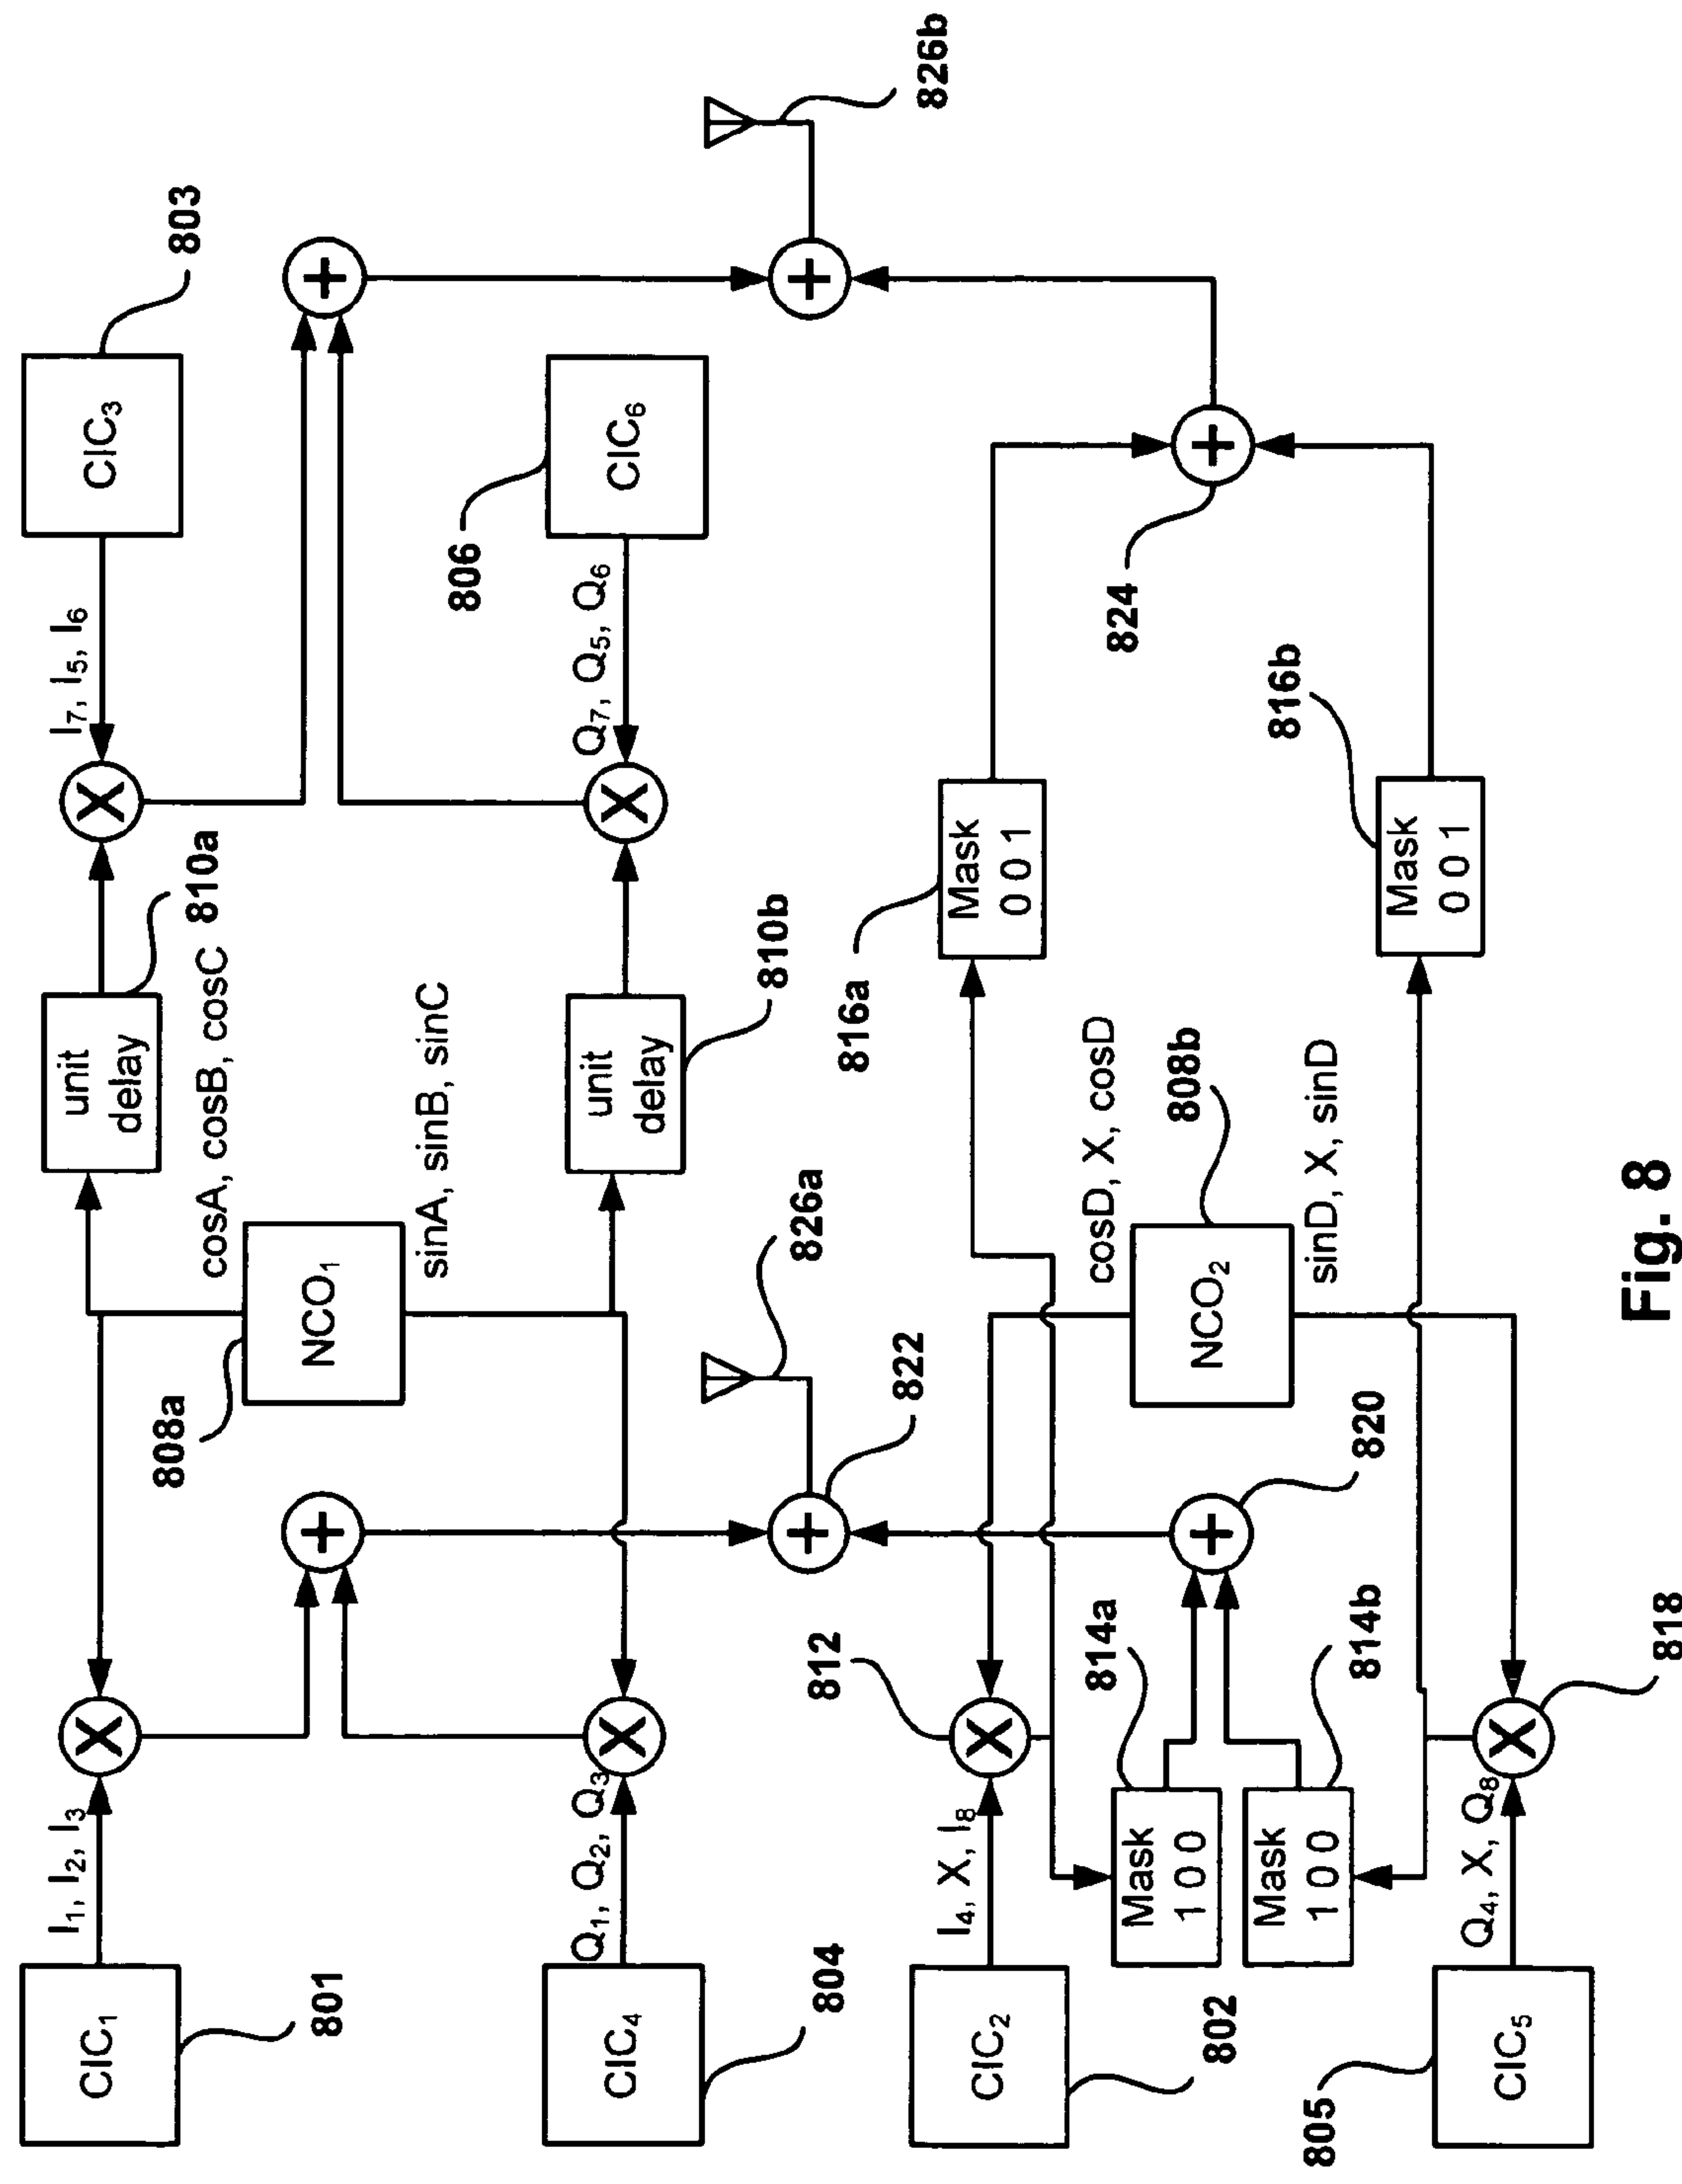 CIC1
801
I1, I2, I3
X
+
808a
NCO1
cosA, cosB, cosC
sinA, sinB, sinC
unit
delay
810a
X
I7, I5, I6
CIC3
803
+
CIC4
804
Q1, Q2, Q3
X
unit
delay
810b
X
Q7, Q5, Q6
CIC6
806
+
822
826a
+
826b
CIC2
802
I4, X, I8
X
812
Mask
1 0 0
814a
Mask
1 0 0
814b
+
820
NCO2
808b
cosD, X, cosD
sinD, X, sinD
Mask
0 0 1
816a
Mask
0 0 1
816b
+
824
CIC5
805
Q4, X, Q8
X
818
Fig. 8